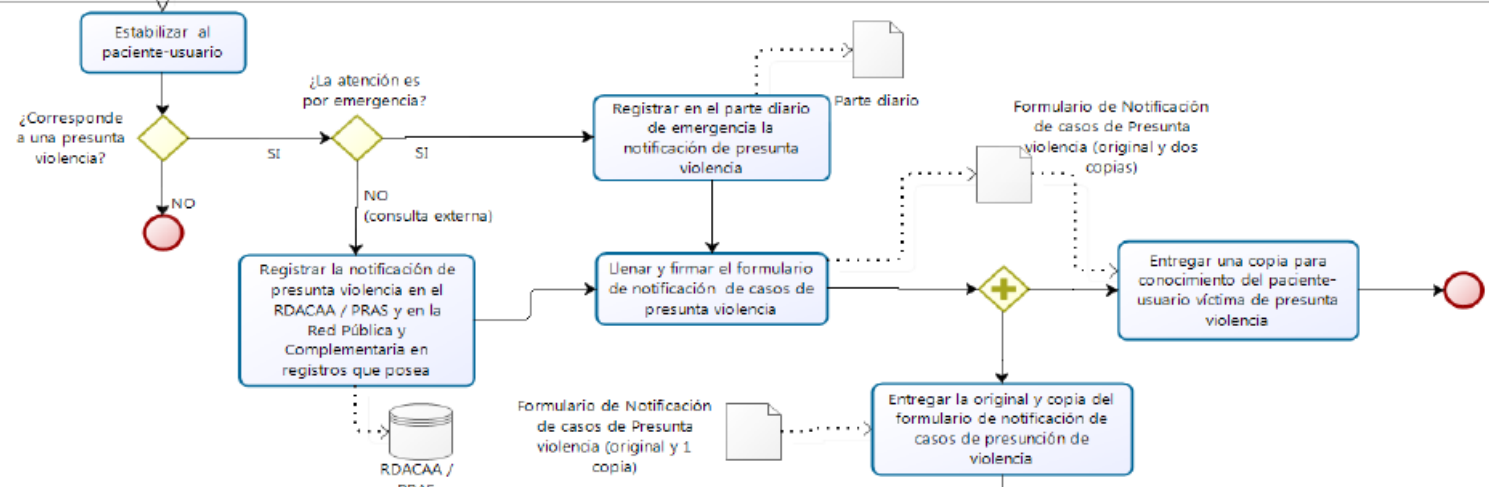 Estabilizar al
paciente-usuario
¿Corresponde
a una presunta
violencia?
SI
NO
¿La atención es
por emergencia?
SI
NO
(consulta externa)
Registrar en el parte diario
de emergencia la
notificación de presunta
violencia
Parte diario
Registrar la notificación de
presunta violencia en el
RDACAA / PRAS y en la
Red Pública y
Complementaria en
registros que posea
RDACAA /
PRAS
Llenar y firmar el formulario
de notificación de casos de
presunta violencia
Formulario de Notificación
de casos de Presunta
violencia (original y dos
copias)
Entregar una copia para
conocimiento del paciente-
usuario víctima de presunta
violencia
Formulario de Notificación
de casos de Presunta
violencia (original y 1
copia)
Entregar la original y copia del
formulario de notificación de
casos de presunción de
violencia